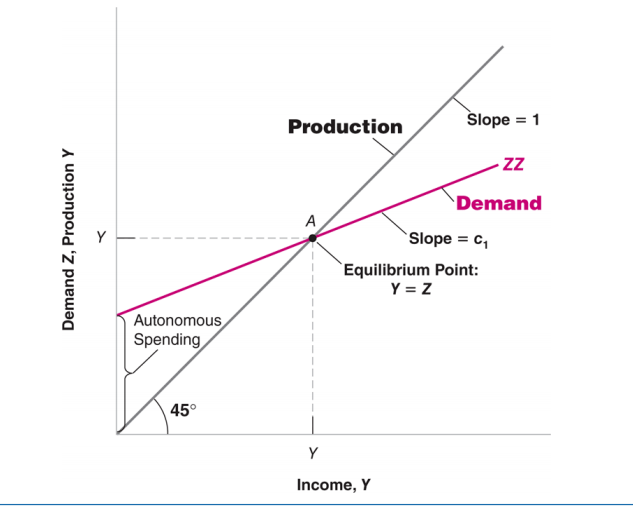 Slope = 1
Production
ZZ
Demand
A
Slope = c₁
Y
Equilibrium Point:
Y = Z
Autonomous
Spending
45°
Y
Income, Y
Demand Z, Production Y